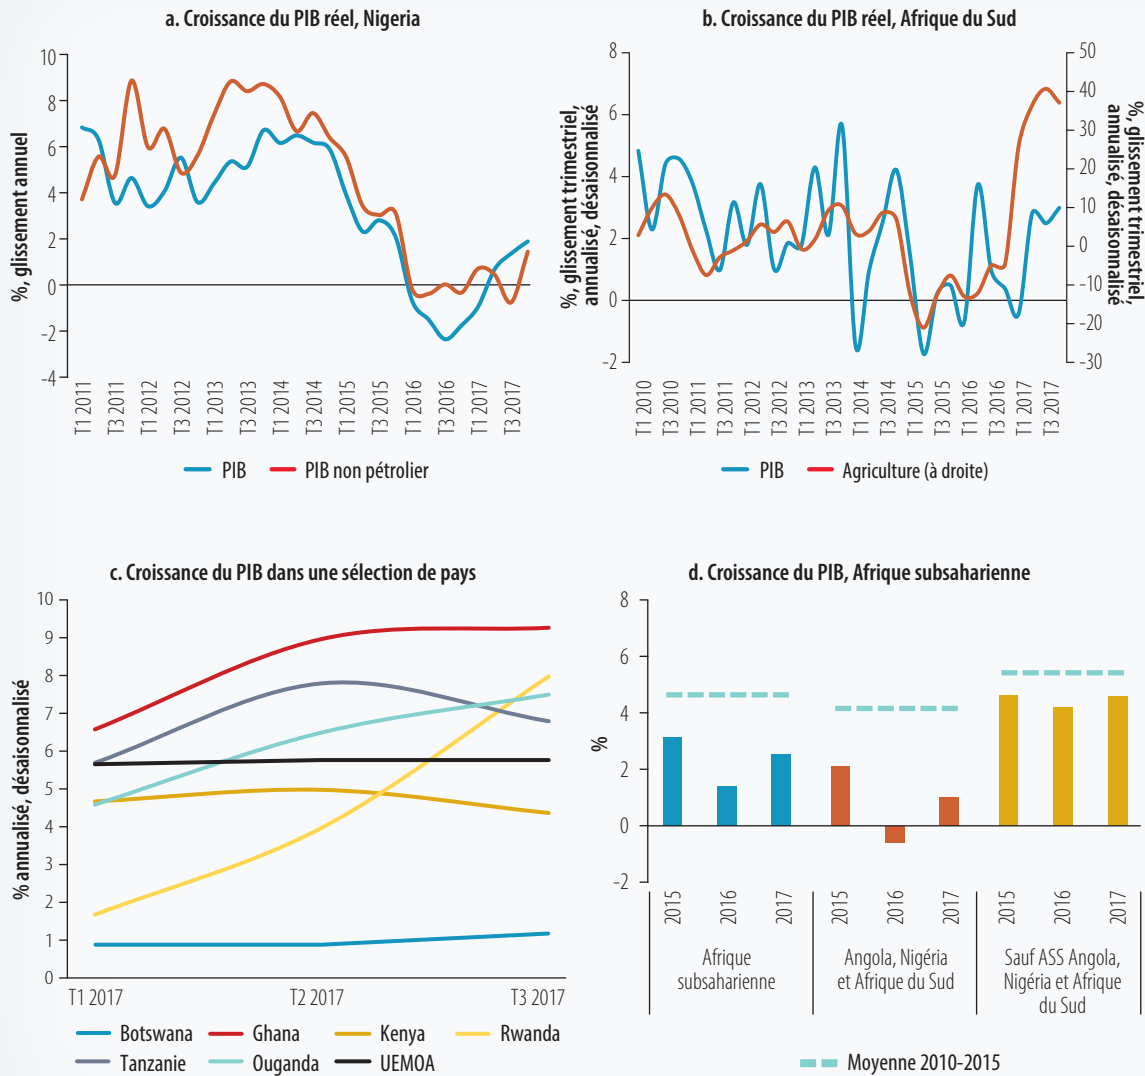 a. Croissance du PIB réel, Nigeria
%, glissement annuel
10
8
6
4
2
0
-2
-4
T1 2011
T3 2011
T1 2012
T3 2012
T1 2013
T3 2013
T1 2014
T3 2014
T1 2015
T3 2015
T1 2016
T3 2016
T1 2017
T3 2017
PIB
PIB non pétrolier
b. Croissance du PIB réel, Afrique du Sud
%, glissement trimestriel,
annualisé, désaisonnalisé
8
6
4
2
0
-2
50
40
30
20
10
0
-10
-20
-30
%, glissement trimestriel,
annualisé, désaisonnalisé
T1 2010
T3 2010
T1 2011
T3 2011
T1 2012
T3 2012
T1 2013
T3 2013
T1 2014
T3 2014
T1 2015
T3 2015
T1 2016
T3 2016
T1 2017
T3 2017
PIB
Agriculture (à droite)
c. Croissance du PIB dans une sélection de pays
% annualisé, désaisonnalisé
10
9
8
7
6
5
4
3
2
1
0
T1 2017
T2 2017
T3 2017
Botswana
Ghana
Kenya
Rwanda
Tanzanie
Ouganda
UEMOA
d. Croissance du PIB, Afrique subsaharienne
%
8
6
4
2
0
-2
2015
2016
2017
2015
2016
2017
2015
2016
2017
Afrique
subsaharienne
Angola, Nigéria
et Afrique du Sud
Sauf ASS Angola,
Nigéria et Afrique
du Sud
Moyenne 2010-2015